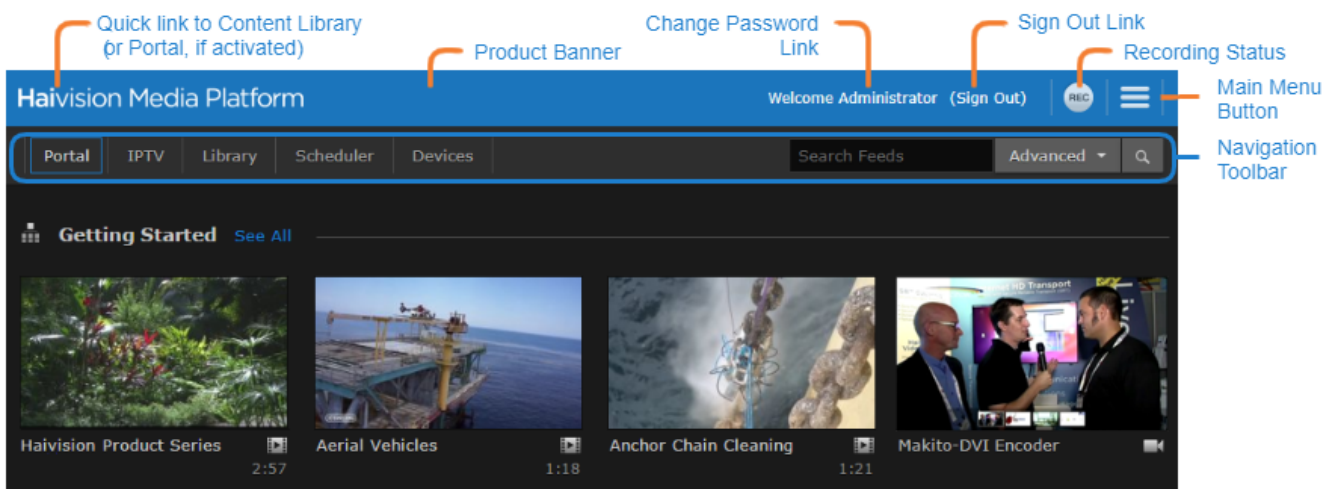 Quick link to Content Library
(or Portal, if activated)
Product Banner
Change Password
Link
Sign Out Link
Recording Status
Haivision Media Platform
Welcome Administrator (Sign Out)
REC
Main Menu
Button
Portal IPTV Library Scheduler Devices
Search Feeds
Advanced
Navigation
Toolbar
Getting Started See All
HD Transport
Haivision Product Series
2:57
Aerial Vehicles
1:18
Anchor Chain Cleaning
1:21
Makito-DVI Encoder